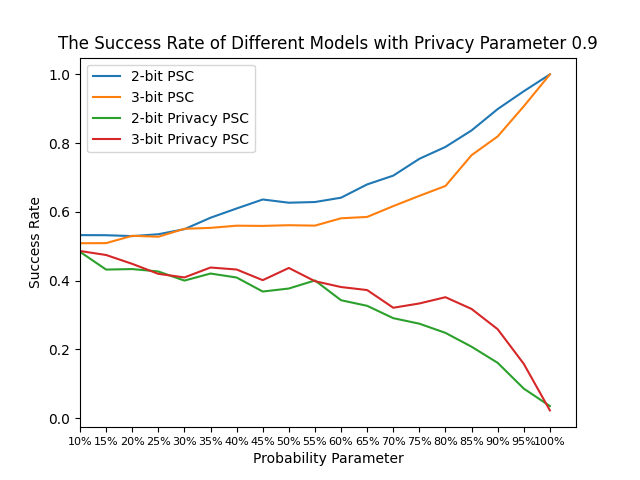 The Success Rate of Different Models with Privacy Parameter 0.9
2-bit PSC
3-bit PSC
2-bit Privacy PSC
3-bit Privacy PSC
1.0
0.8
0.6
0.4
0.2
0.0
Success Rate
10% 15% 20% 25% 30% 35% 40% 45% 50% 55% 60% 65% 70% 75% 80% 85% 90% 95% 100%
Probability Parameter